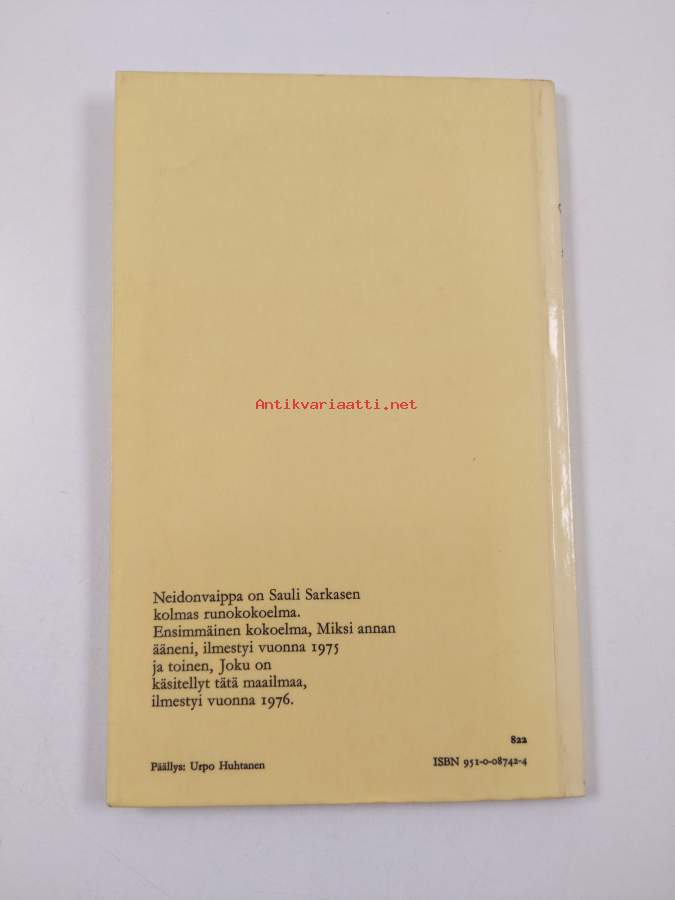 Antikvariaatti.net
Neidonvaippa on Sauli Sarkasen
kolmas runokokoelma.
Ensimmäinen kokoelma, Miksi annan
ääneni, ilmestyi vuonna 1975
ja toinen, Joku on
käsitellyt tätä maailmaa,
ilmestyi vuonna 1976.
822
Päällys: Urpo Huhtanen ISBN 951-0-08742-4